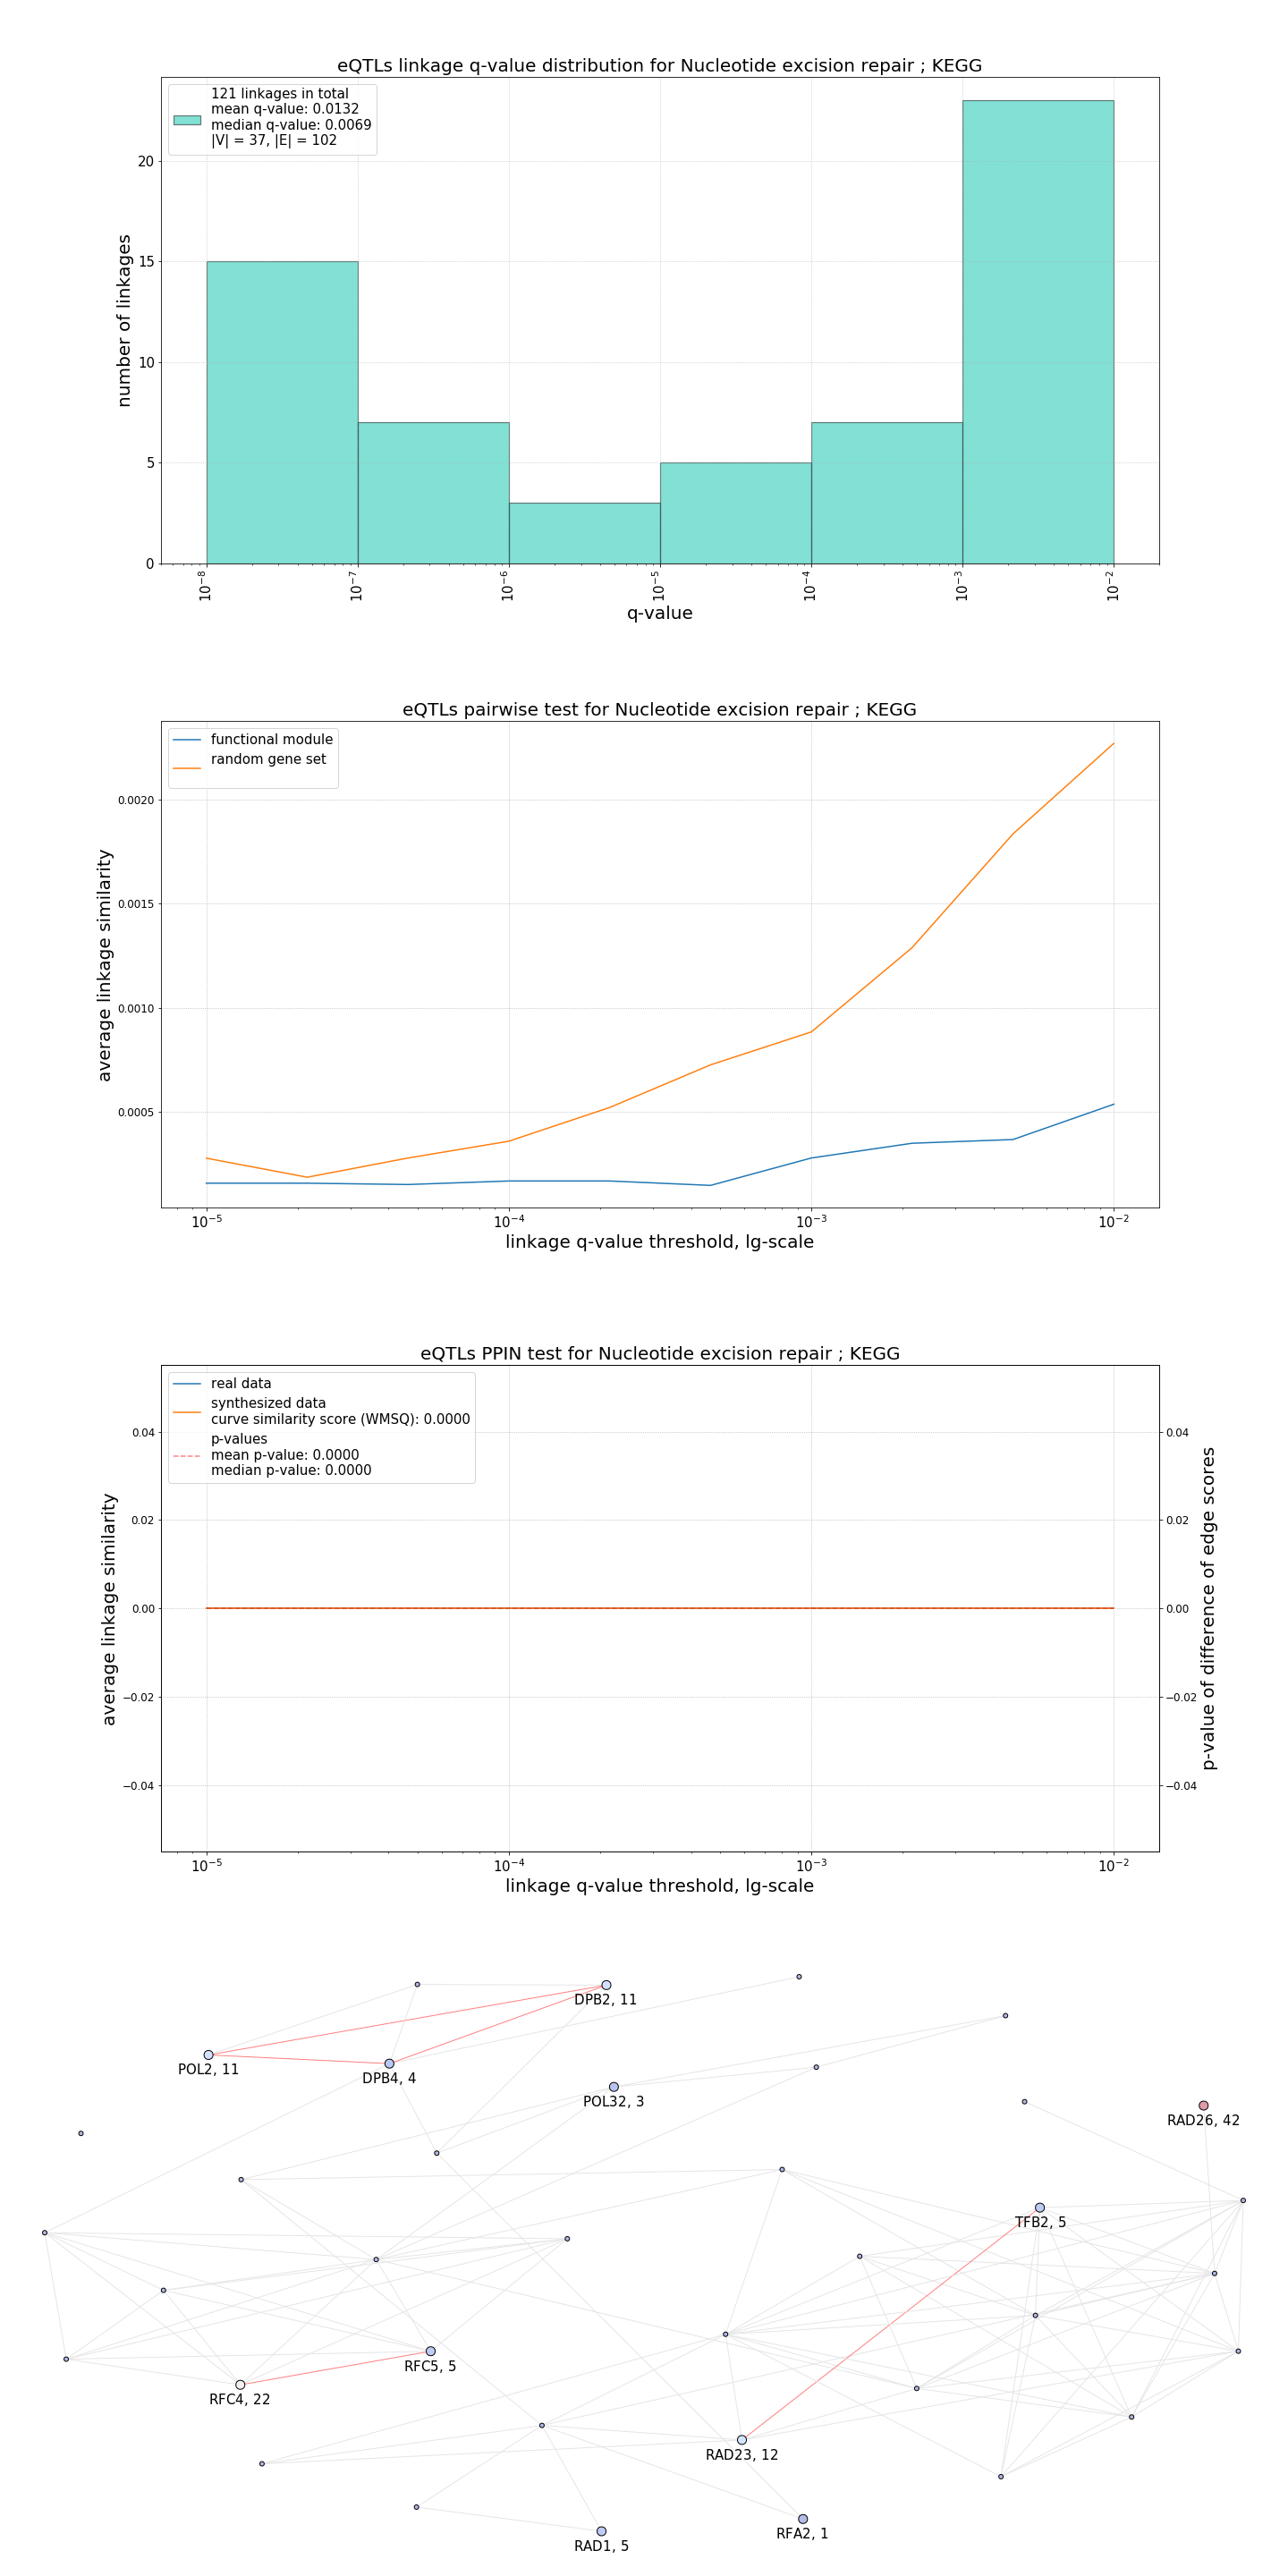 eQTLs linkage q-value distribution for Nucleotide excision repair ; KEGG
121 linkages in total
mean q-value: 0.0132
median q-value: 0.0069
|V| = 37, |E| = 102
number of linkages
20
15
10
5
0
10⁻⁸ 10⁻⁷ 10⁻⁶ 10⁻⁵ 10⁻⁴ 10⁻³ 10⁻²
q-value
eQTLs pairwise test for Nucleotide excision repair ; KEGG
functional module
random gene set
average linkage similarity
0.0020
0.0015
0.0010
0.0005
10⁻⁵ 10⁻⁴ 10⁻³ 10⁻²
linkage q-value threshold, lg-scale
eQTLs PPIN test for Nucleotide excision repair ; KEGG
real data
synthesized data
curve similarity score (WMSQ): 0.0000
p-values
mean p-value: 0.0000
median p-value: 0.0000
average linkage similarity
0.04 0.04
0.02 0.02
0.00 0.00
−0.02 −0.02
−0.04 −0.04
p-value of difference of edge scores
10⁻⁵ 10⁻⁴ 10⁻³ 10⁻²
linkage q-value threshold, lg-scale
DPB2, 11
POL2, 11
DPB4, 4
POL32, 3
RAD26, 42
TFB2, 5
RFC5, 5
RFC4, 22
RAD23, 12
RFA2, 1
RAD1, 5